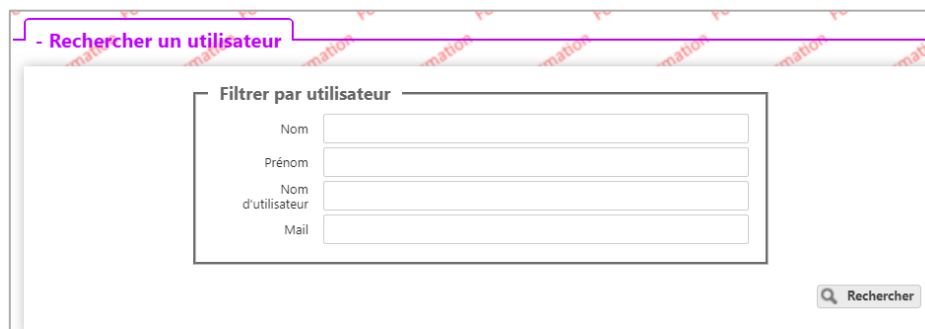 - Rechercher un utilisateur
Filtrer par utilisateur
Nom
Prénom
Nom
d'utilisateur
Mail
Rechercher